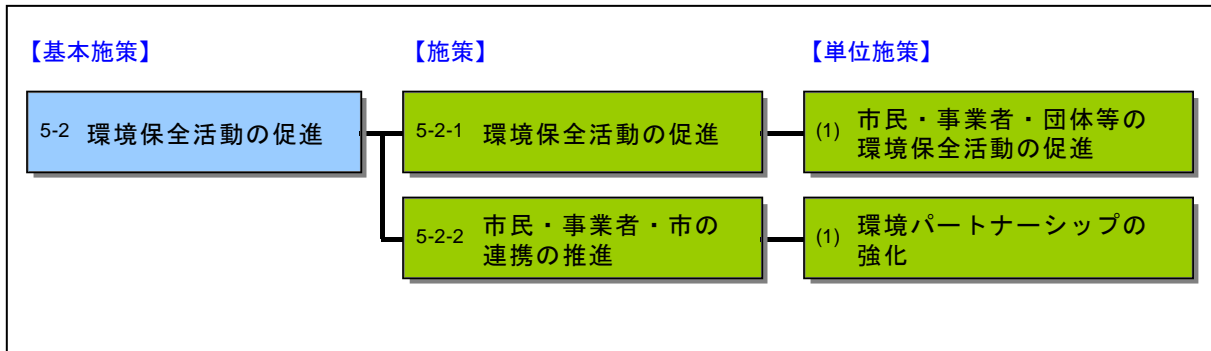 【基本施策】
【施策】
【単位施策】
5-2 環境保全活動の促進
5-2-1 環境保全活動の促進
(1) 市民・事業者・団体等の
環境保全活動の促進
5-2-2 市民・事業者・市の
連携の推進
(1) 環境パートナーシップの
強化